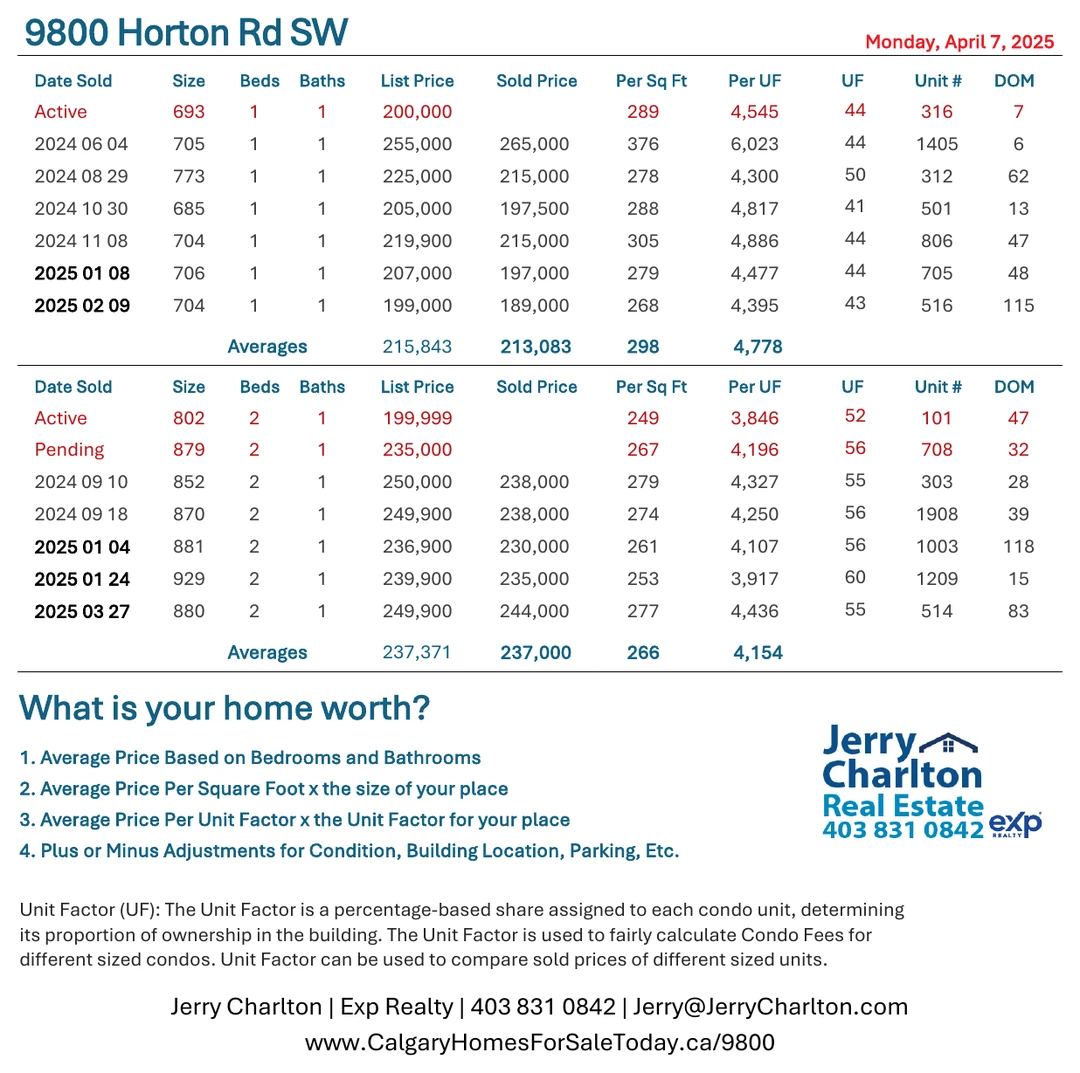 9800 Horton Rd SW
Monday, April 7, 2025
Date Sold Size Beds Baths List Price Sold Price Per Sq Ft Per UF UF Unit # DOM
Active 693 1 1 200,000 289 4,545 44 316 7
2024 06 04 705 1 1 255,000 265,000 376 6,023 44 1405 6
2024 08 29 773 1 1 225,000 215,000 278 4,300 50 312 62
2024 10 30 685 1 1 205,000 197,500 288 4,817 41 501 13
2024 11 08 704 1 1 219,900 215,000 305 4,886 44 806 47
2025 01 08 706 1 1 207,000 197,000 279 4,477 44 705 48
2025 02 09 704 1 1 199,000 189,000 268 4,395 43 516 115
Averages 215,843 213,083 298 4,778
Date Sold Size Beds Baths List Price Sold Price Per Sq Ft Per UF UF Unit # DOM
Active 802 2 1 199,999 249 3,846 52 101 47
Pending 879 2 1 235,000 267 4,196 56 708 32
2024 09 10 852 2 1 250,000 238,000 279 4,327 55 303 28
2024 09 18 870 2 1 249,900 238,000 274 4,250 56 1908 39
2025 01 04 881 2 1 236,900 230,000 261 4,107 56 1003 118
2025 01 24 929 2 1 239,900 235,000 253 3,917 60 1209 15
2025 03 27 880 2 1 249,900 244,000 277 4,436 55 514 83
Averages 237,371 237,000 266 4,154
What is your home worth?
1. Average Price Based on Bedrooms and Bathrooms
2. Average Price Per Square Foot x the size of your place
3. Average Price Per Unit Factor x the Unit Factor for your place
4. Plus or Minus Adjustments for Condition, Building Location, Parking, Etc.
Jerry
Charlton
Real Estate
403 831 0842
exp
REALTY
Unit Factor (UF): The Unit Factor is a percentage-based share assigned to each condo unit, determining
its proportion of ownership in the building. The Unit Factor is used to fairly calculate Condo Fees for
different sized condos. Unit Factor can be used to compare sold prices of different sized units.
Jerry Charlton | Exp Realty | 403 831 0842 | Jerry@JerryCharlton.com
www.CalgaryHomesForSaleToday.ca/9800